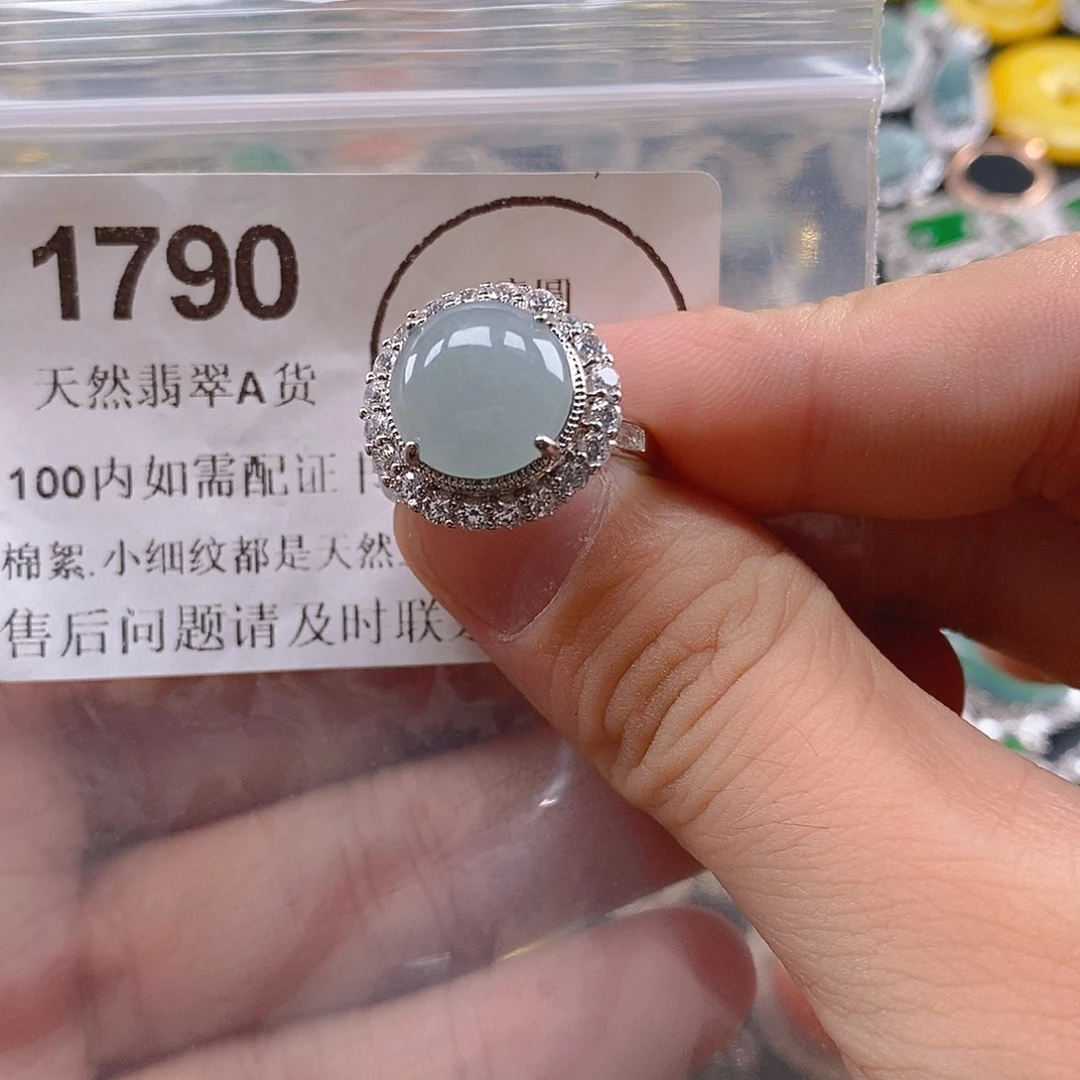 1790
圆
天然翡翠A货
100内如需配证
棉絮.小细纹都是天然
售后问题请及时联